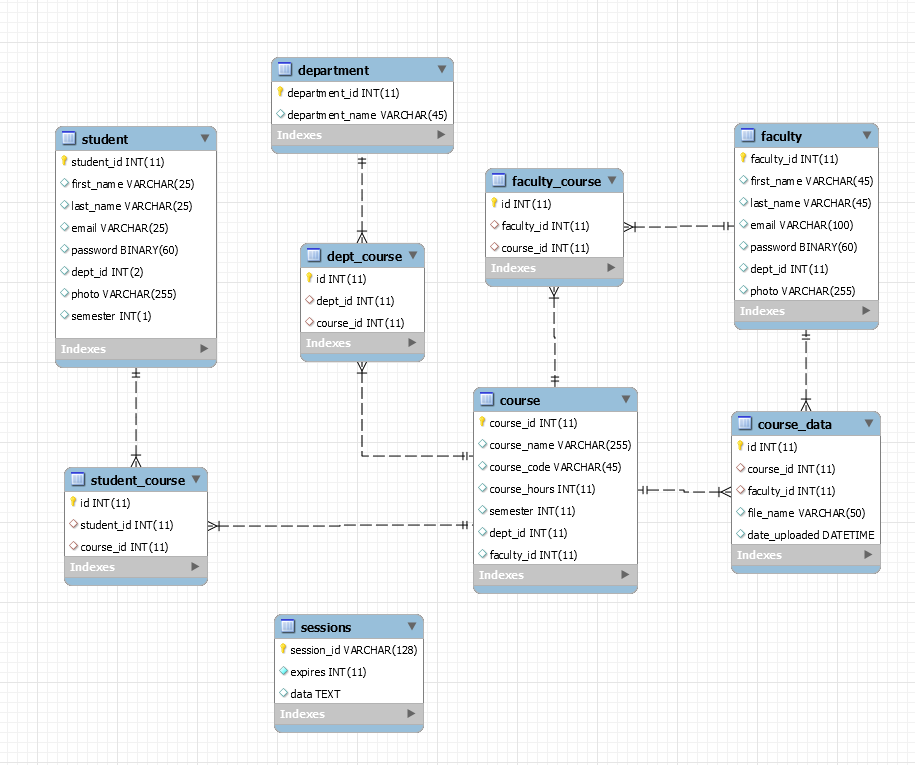 department
department_id INT(11)
department_name VARCHAR(45)
Indexes
student
student_id INT(11)
first_name VARCHAR(25)
last_name VARCHAR(25)
email VARCHAR(25)
password BINARY(60)
dept_id INT(2)
photo VARCHAR(255)
semester INT(1)
Indexes
faculty
faculty_id INT(11)
first_name VARCHAR(45)
last_name VARCHAR(45)
email VARCHAR(100)
password BINARY(60)
dept_id INT(11)
photo VARCHAR(255)
Indexes
faculty_course
id INT(11)
faculty_id INT(11)
course_id INT(11)
Indexes
dept_course
id INT(11)
dept_id INT(11)
course_id INT(11)
Indexes
course
course_id INT(11)
course_name VARCHAR(255)
course_code VARCHAR(45)
course_hours INT(11)
semester INT(11)
dept_id INT(11)
faculty_id INT(11)
Indexes
course_data
id INT(11)
course_id INT(11)
faculty_id INT(11)
file_name VARCHAR(50)
date_uploaded DATETIME
Indexes
student_course
id INT(11)
student_id INT(11)
course_id INT(11)
Indexes
sessions
session_id VARCHAR(128)
expires INT(11)
data TEXT
Indexes